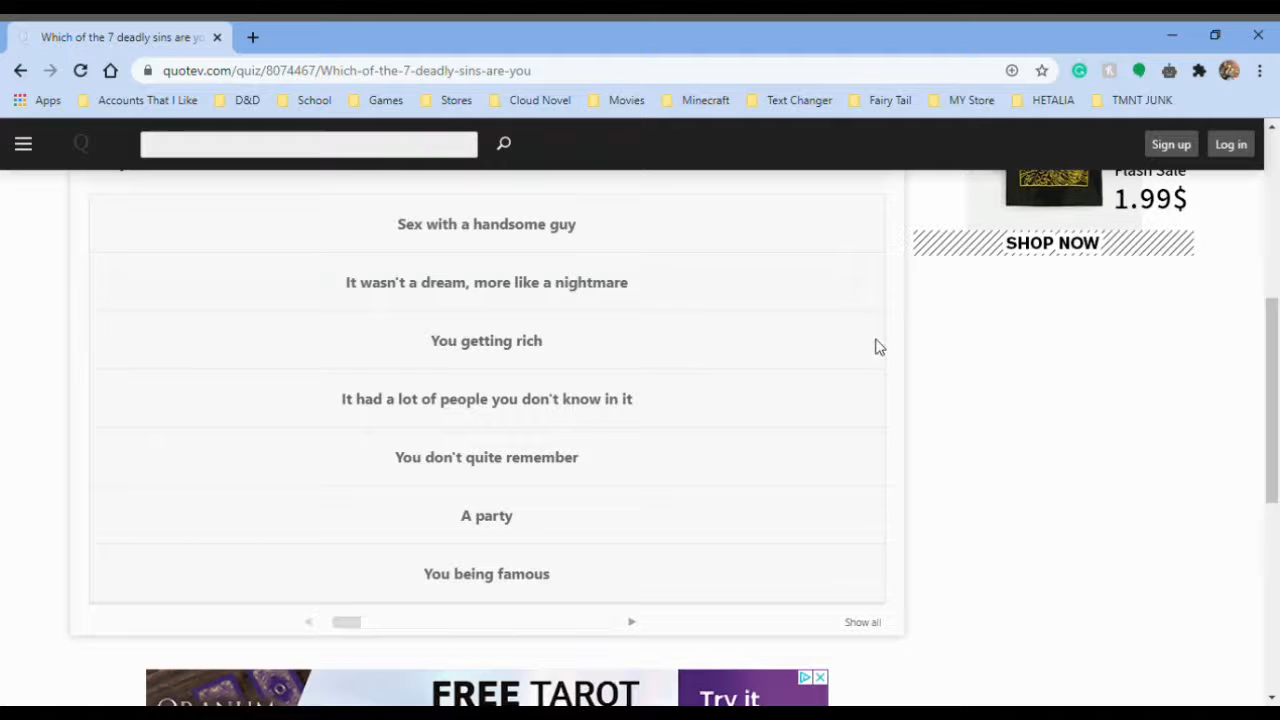 Which of the 7 deadly sins are yo
quotev.com/quiz/8074467/Which-of-the-7-deadly-sins-are-you
Apps Accounts That I Like D&D School Games Stores Cloud Novel Movies Minecraft Text Changer Fairy Tail MY Store HETALIA TMNT JUNK
Q Sign up Log in
Flash Sale
1.99$
SHOP NOW
Sex with a handsome guy
It wasn't a dream, more like a nightmare
You getting rich
It had a lot of people you don't know in it
You don't quite remember
A party
You being famous
Show all
FREE TAROT
Try it
ORANUM